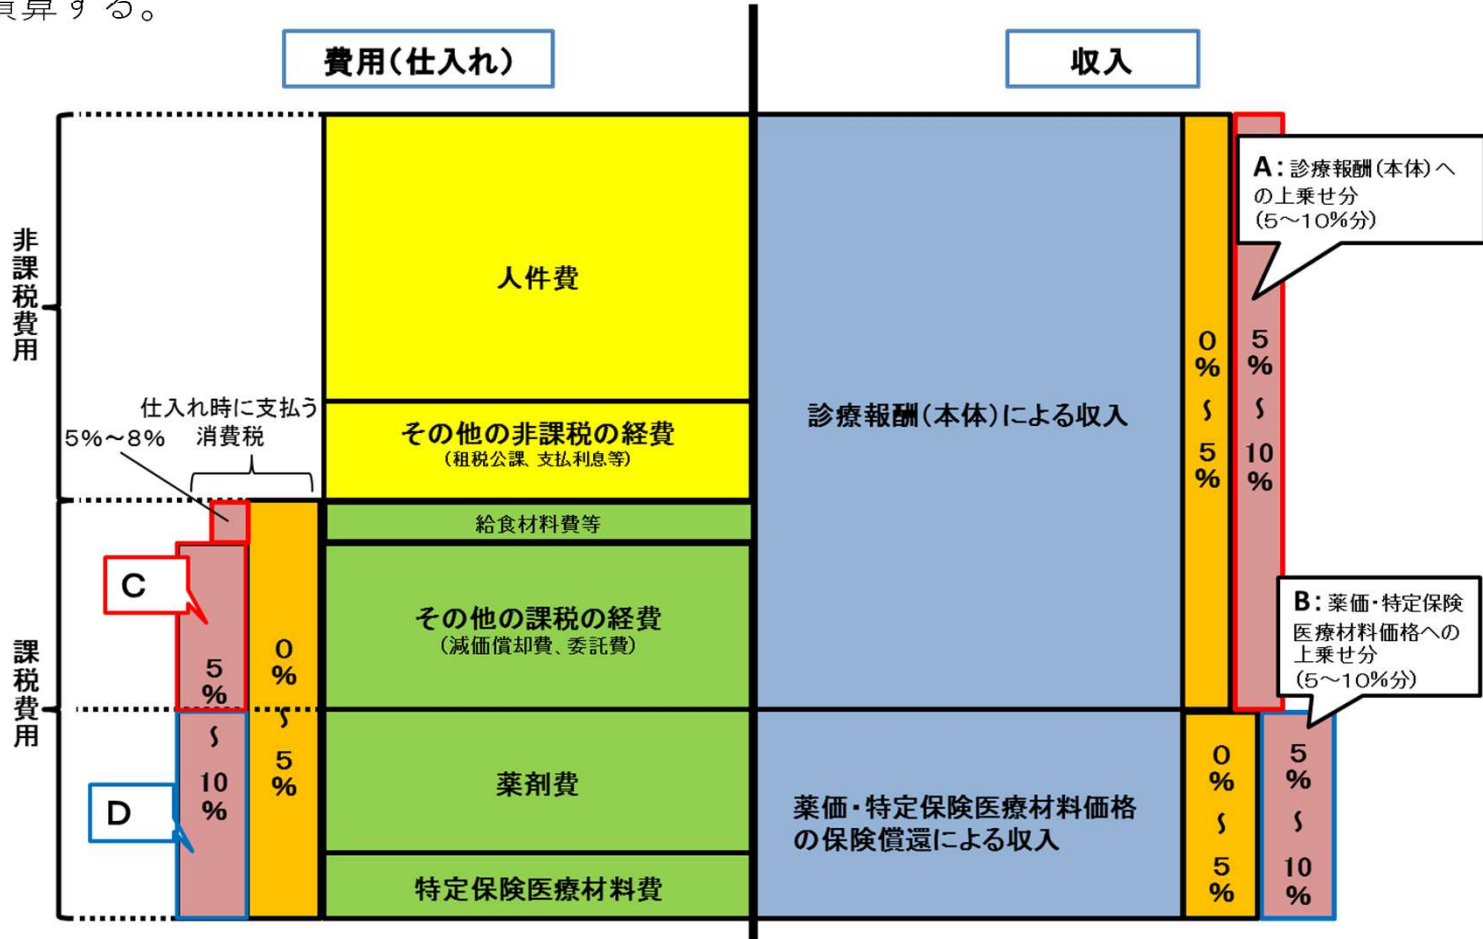 算する。
費用(仕入れ)
収入
非課税費用
課税費用
仕入れ時に支払う
消費税
5%～8%
人件費
その他の非課税の経費
(租税公課、支払利息等)
給食材料費等
その他の課税の経費
(減価償却費、委託費)
薬剤費
特定保険医療材料費
C
D
5%～10%
0%～5%
診療報酬(本体)による収入
薬価・特定保険医療材料価格
の保険償還による収入
0%～5%
5%～10%
A:診療報酬(本体)へ
の上乗せ分
(5～10%分)
B:薬価・特定保険
医療材料価格への
上乗せ分
(5～10%分)
0%～5%
5%～10%